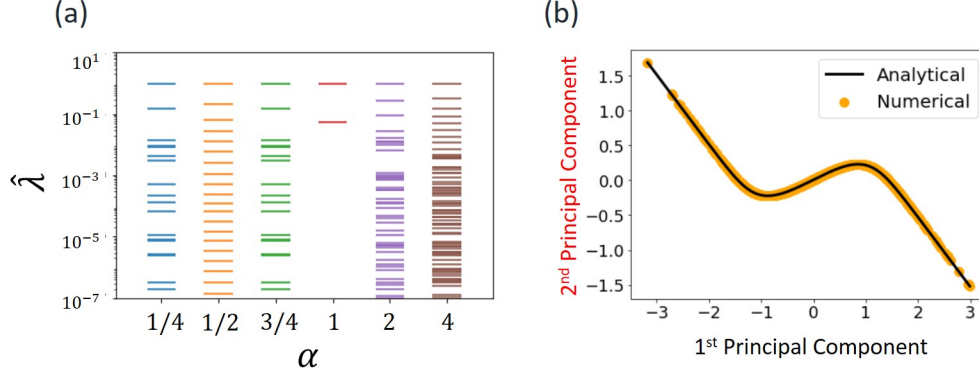 (a)
10¹
10⁻¹
10⁻³
10⁻⁵
10⁻⁷
λ̂
1/4 1/2 3/4 1 2 4
α
(b)
1.5
1.0
0.5
0.0
−0.5
−1.0
−1.5
2nd Principal Component
Analytical
Numerical
−3 −2 −1 0 1 2 3
1st Principal Component